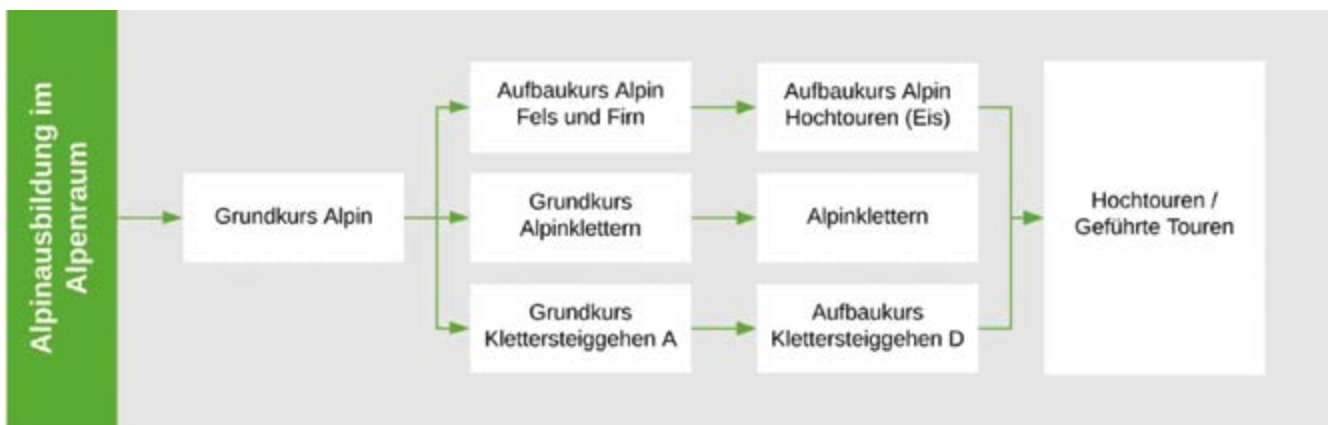 Alpinausbildung im
Alpenraum
Grundkurs Alpin
Aufbaukurs Alpin
Fels und Firn
Aufbaukurs Alpin
Hochtouren (Eis)
Grundkurs
Alpinklettern
Alpinklettern
Grundkurs
Klettersteiggehen A
Aufbaukurs
Klettersteiggehen D
Hochtouren /
Geführte Touren